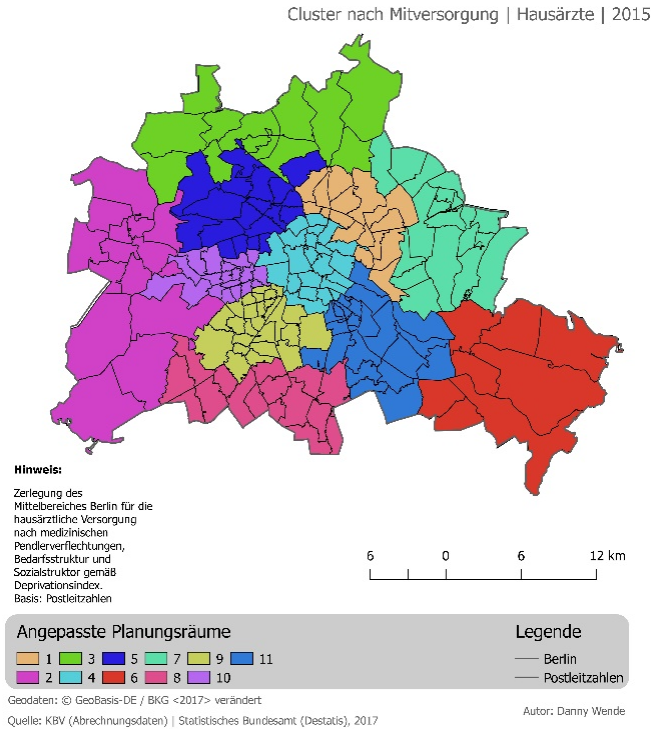 Cluster nach Mitversorgung | Hausärzte | 2015
Hinweis:
Zerlegung des
Mittelbereiches Berlin für die
hausärztliche Versorgung
nach medizinischen
Pendlerverflechtungen,
Bedarfsstruktur und
Sozialstruktor gemäß
Deprivationsindex.
Basis: Postleitzahlen
6 0 6 12 km
Angepasste Planungsräume
1 3 5 7 9 11
2 4 6 8 10
Legende
Berlin
Postleitzahlen
Geodaten: © GeoBasis-DE / BKG <2017> verändert
Quelle: KBV (Abrechnungsdaten) | Statistisches Bundesamt (Destatis), 2017
Autor: Danny Wende